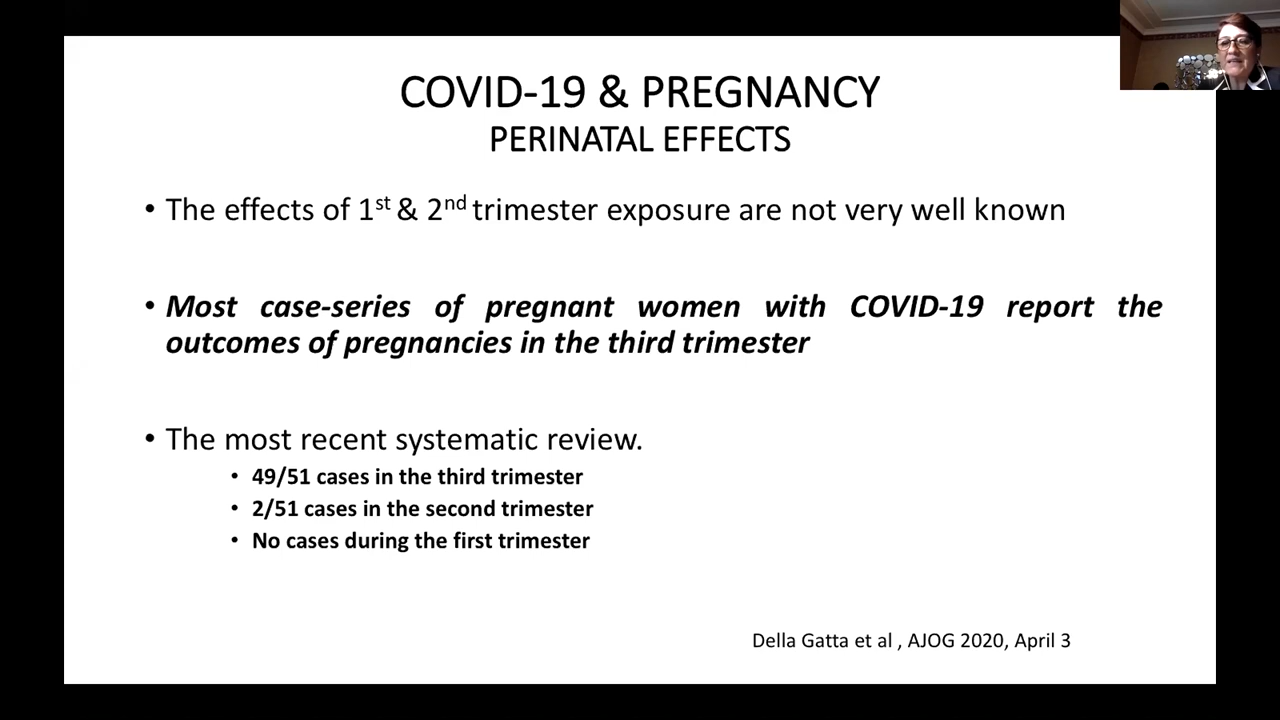 COVID-19 & PREGNANCY
PERINATAL EFFECTS
• The effects of 1st & 2nd trimester exposure are not very well known
• Most case-series of pregnant women with COVID-19 report the
outcomes of pregnancies in the third trimester
• The most recent systematic review.
• 49/51 cases in the third trimester
• 2/51 cases in the second trimester
• No cases during the first trimester
Della Gatta et al , AJOG 2020, April 3